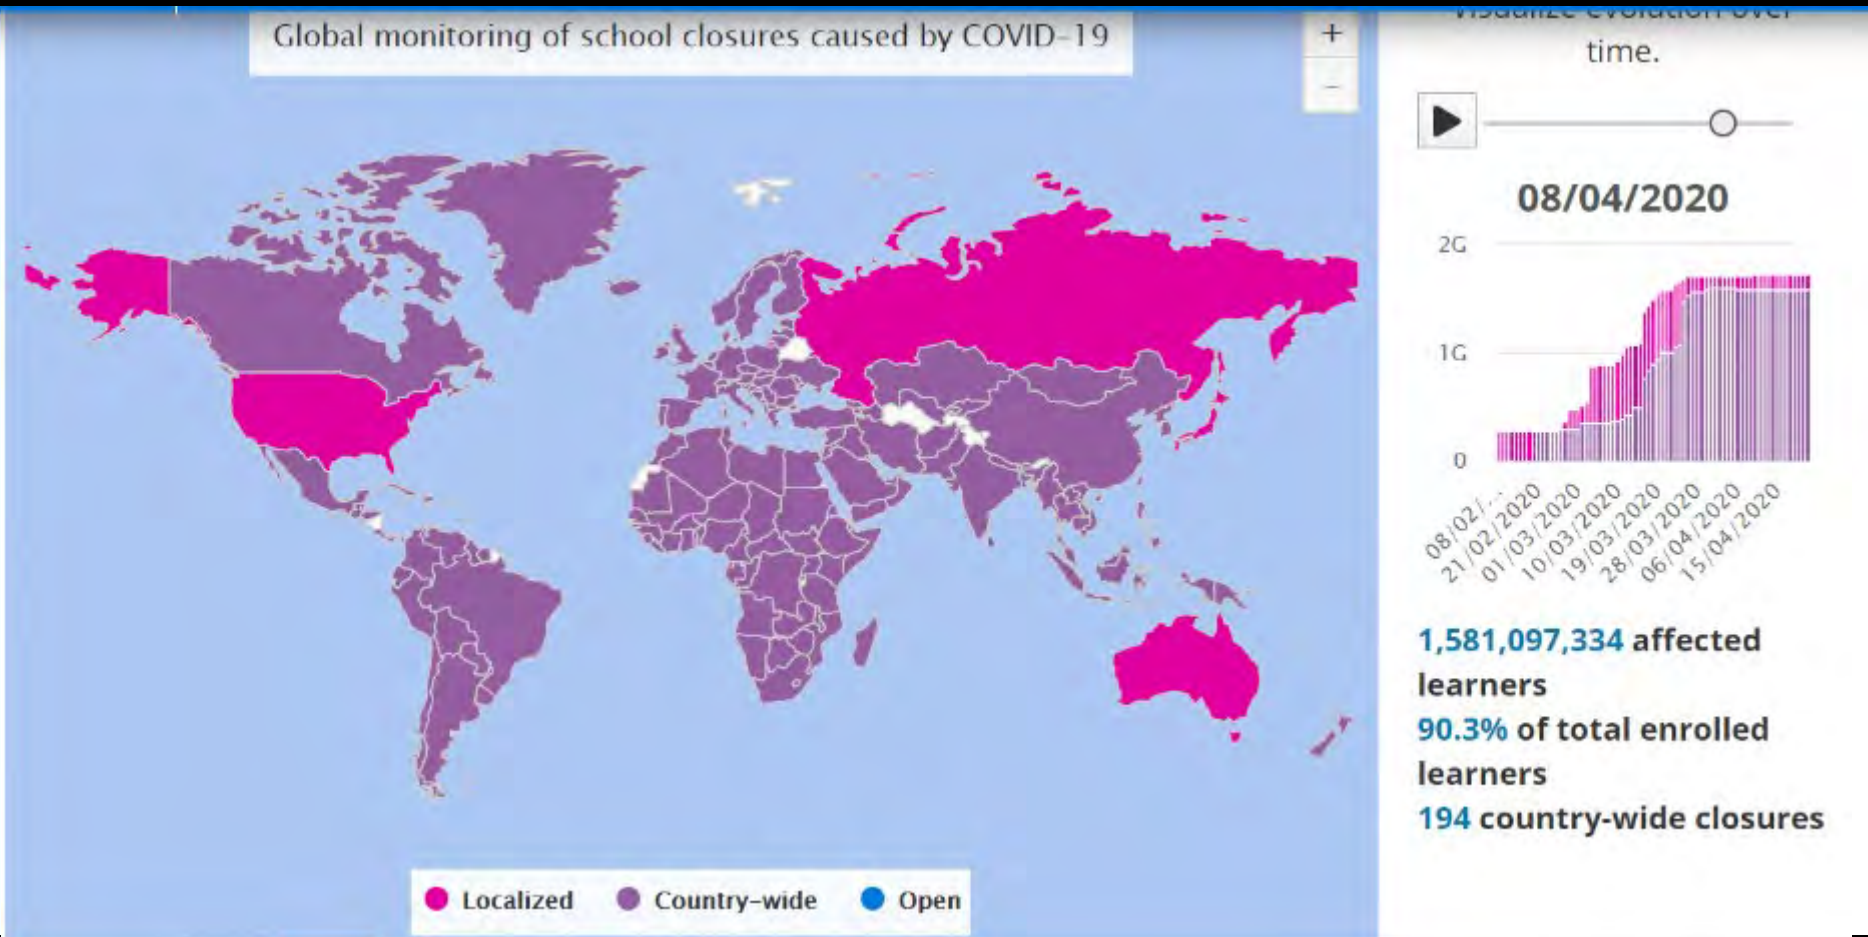 Global monitoring of school closures caused by COVID-19
+
-
Visualize evolution over
time.
08/04/2020
2G
1G
0
08/02/...
21/02/2020
01/03/2020
10/03/2020
19/03/2020
28/03/2020
06/04/2020
15/04/2020
1,581,097,334 affected
learners
90.3% of total enrolled
learners
194 country-wide closures
Localized
Country-wide
Open